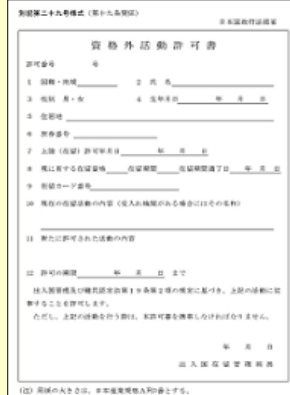 別記第二十九号様式（第十九条関係）
日本国政府法務省
資格外活動許可書
許可番号 号
1 国籍・地域 2 氏 名
3 性別 男・女 4 生年月日 年 月 日
5 住居地
6 旅券番号
7 上陸（在留）許可年月日 年 月 日
8 現に有する在留資格 在留期間 在留期間満了日 年 月 日
9 在留カード番号
10 現在の在留活動の内容（受入れ機関がある場合にはその名称）
11 新たに許可された活動の内容
12 許可の期限 年 月 日 まで
出入国管理及び難民認定法第19条第2項の規定に基づき、上記の活動に従
事することを許可します。
ただし、上記の活動を行う際は、本許可書を携帯しなければなりません。
年 月 日
出入国在留管理局長
（注） 用紙の大きさは、日本産業規格A列5番とする。